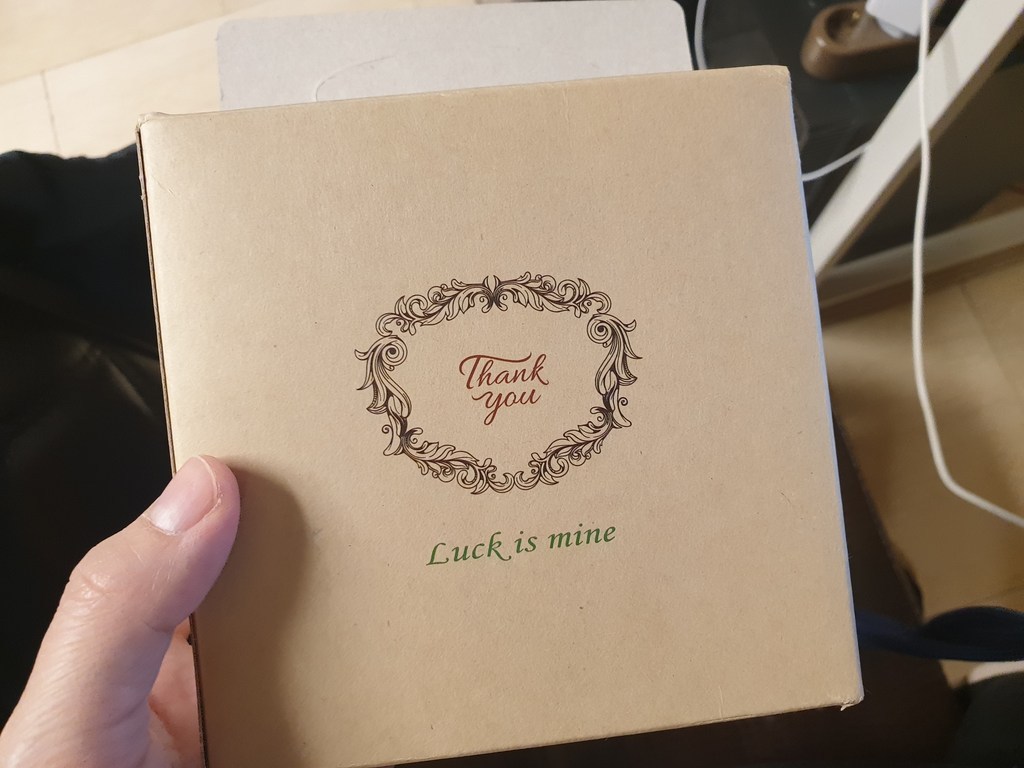 Thank
you
Luck is mine